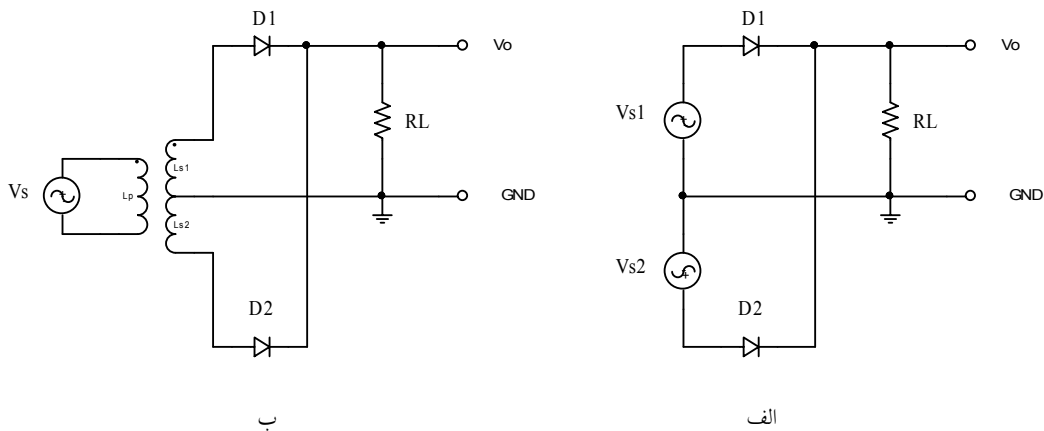 D1
Vo
Vs
Lp
Ls1
Ls2
RL
GND
D2
ب
D1
Vo
Vs1
RL
GND
Vs2
D2
الف